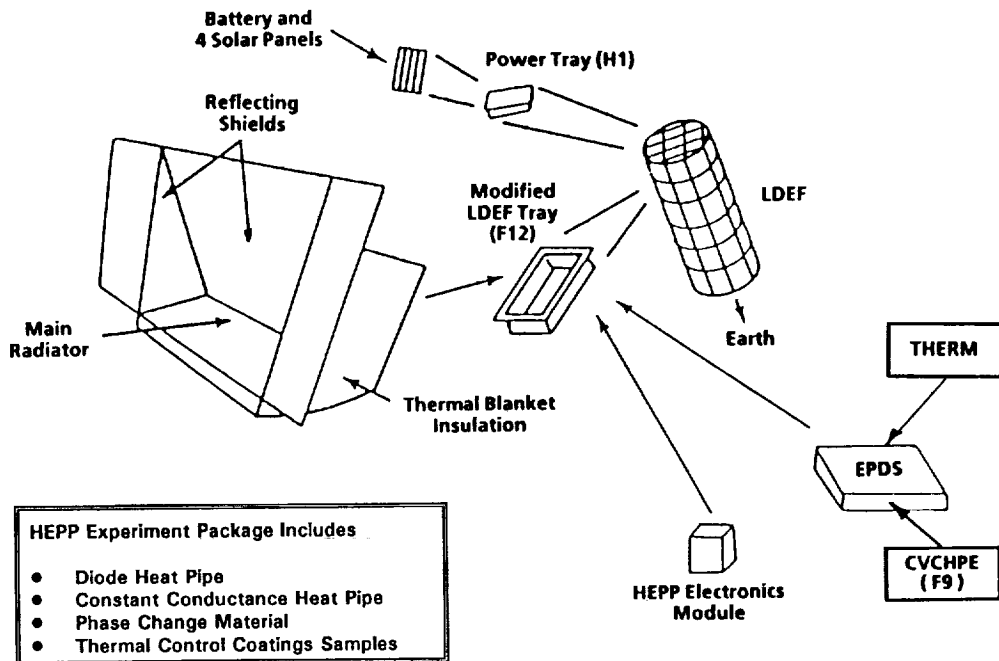 Battery and
4 Solar Panels
Power Tray (H1)
Reflecting
Shields
Modified
LDEF Tray
(F12)
LDEF
Main
Radiator
Earth
THERM
Thermal Blanket
Insulation
EPDS
HEPP Experiment Package Includes
● Diode Heat Pipe
● Constant Conductance Heat Pipe
● Phase Change Material
● Thermal Control Coatings Samples
HEPP Electronics
Module
CVCHPE
(F9)